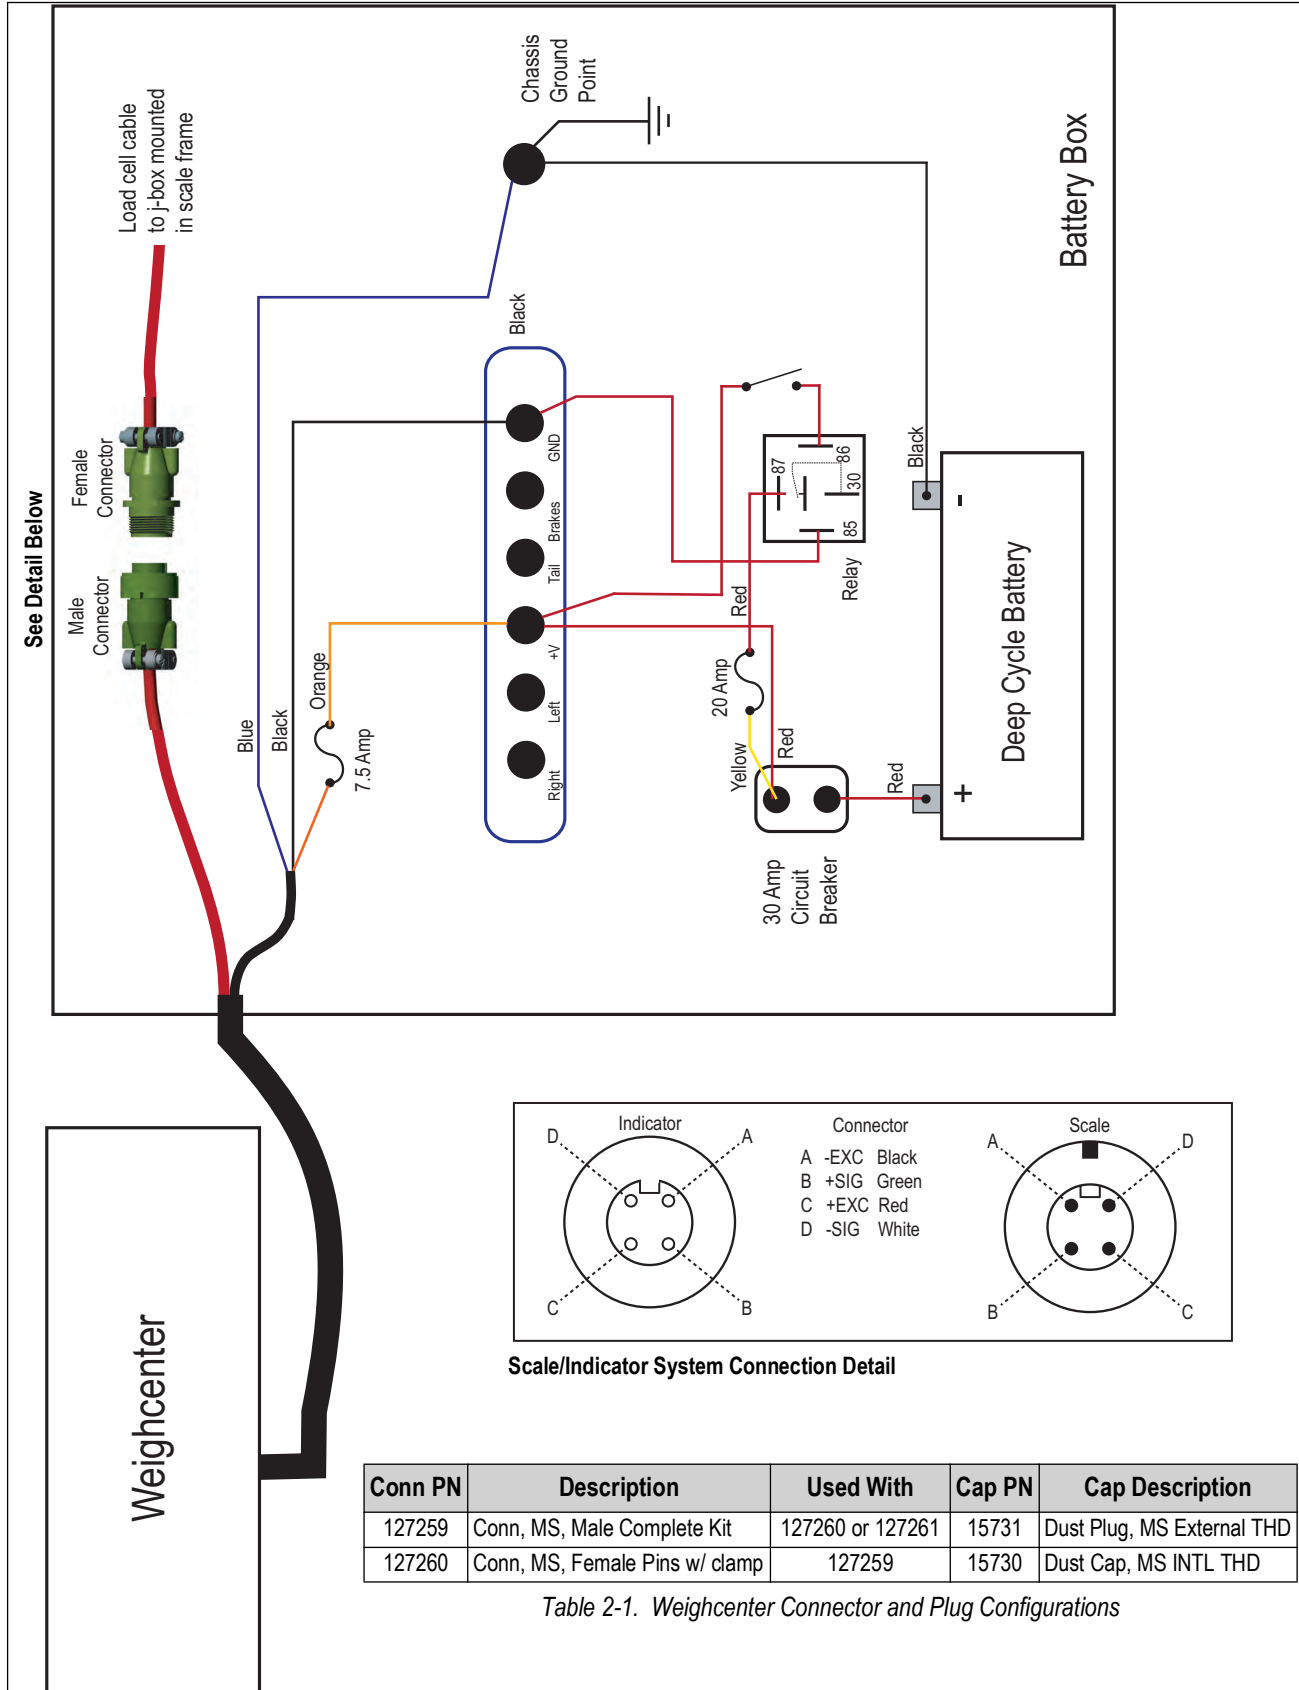 See Detail Below
Load cell cable
to j-box mounted
in scale frame
Female
Connector
Male
Connector
Chassis
Ground
Point
Battery Box
Blue
Black
Orange
7.5 Amp
Black
GND
Brakes
Tail
+V
Left
Right
87
86
30
85
Relay
Red
20 Amp
Yellow
Red
30 Amp
Circuit
Breaker
Red
Black
-
+
Deep Cycle Battery
Weighcenter
Indicator
D
A
C
B
Connector
A -EXC Black
B +SIG Green
C +EXC Red
D -SIG White
Scale
A
D
B
C
Scale/Indicator System Connection Detail
Conn PN Description Used With Cap PN Cap Description
127259 Conn, MS, Male Complete Kit 127260 or 127261 15731 Dust Plug, MS External THD
127260 Conn, MS, Female Pins w/ clamp 127259 15730 Dust Cap, MS INTL THD
Table 2-1. Weighcenter Connector and Plug Configurations